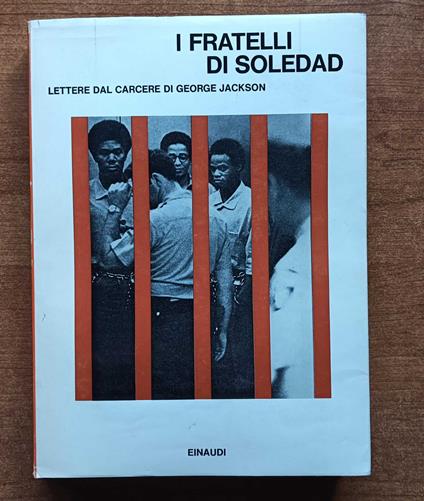 I FRATELLI
DI SOLEDAD
LETTERE DAL CARCERE DI GEORGE JACKSON
EINAUDI